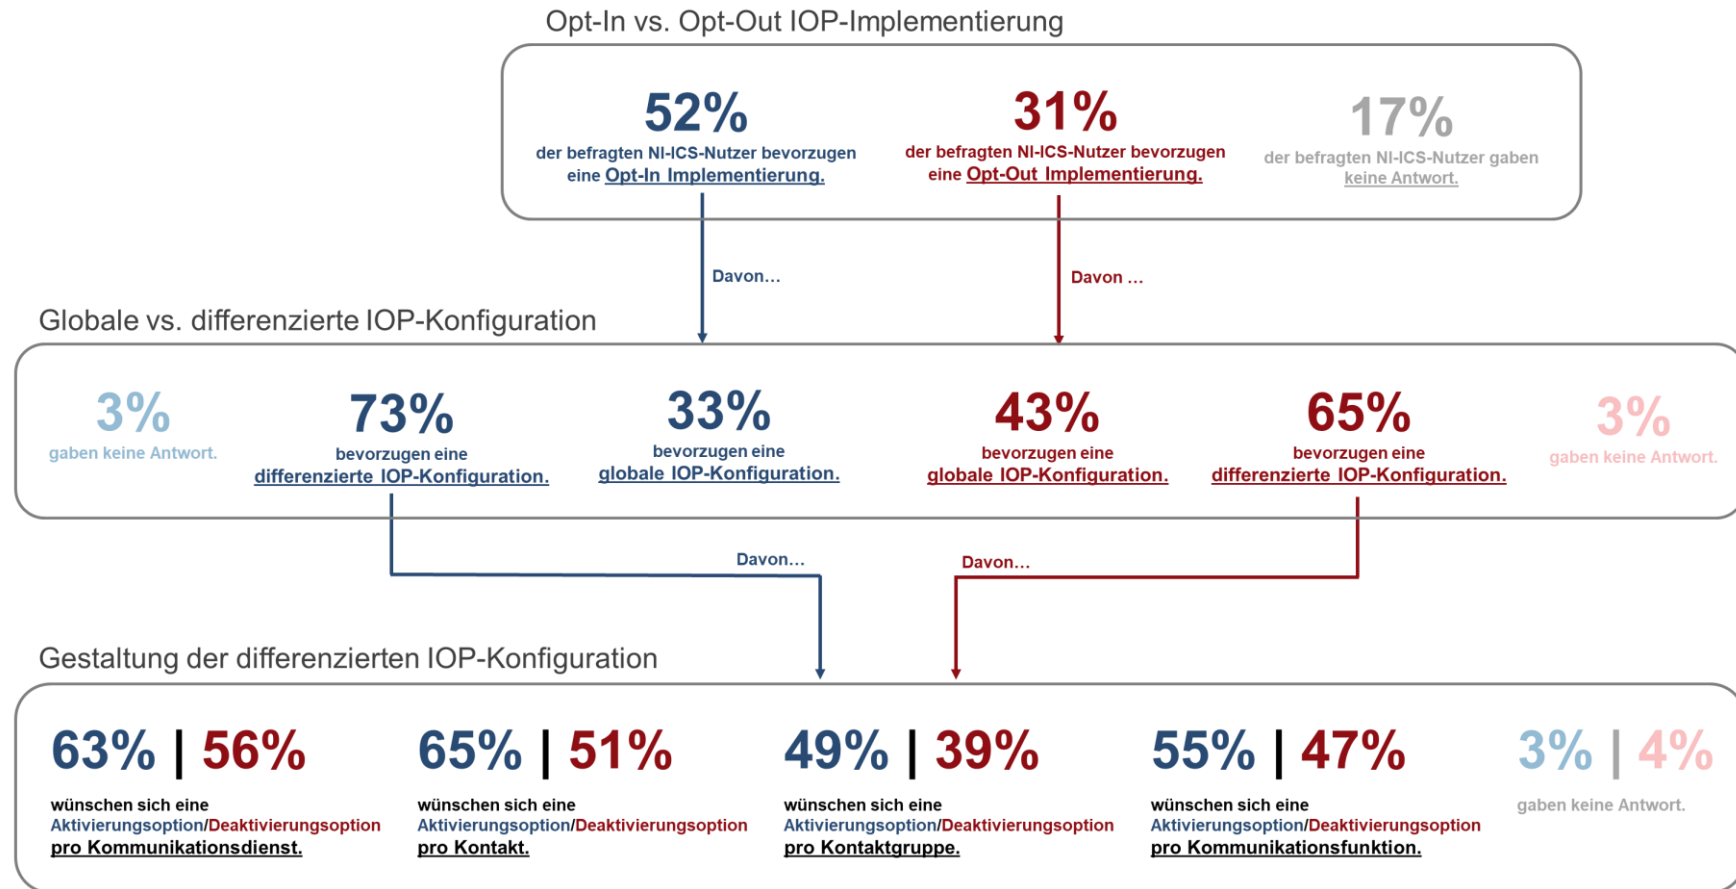 Opt-In vs. Opt-Out IOP-Implementierung
52%
der befragten NI-ICS-Nutzer bevorzugen
eine Opt-In Implementierung.
31%
der befragten NI-ICS-Nutzer bevorzugen
eine Opt-Out Implementierung.
17%
der befragten NI-ICS-Nutzer gaben
keine Antwort.
Davon…
Davon …
Globale vs. differenzierte IOP-Konfiguration
3%
gaben keine Antwort.
73%
bevorzugen eine
differenzierte IOP-Konfiguration.
33%
bevorzugen eine
globale IOP-Konfiguration.
43%
bevorzugen eine
globale IOP-Konfiguration.
65%
bevorzugen eine
differenzierte IOP-Konfiguration.
3%
gaben keine Antwort.
Davon…
Davon…
Gestaltung der differenzierten IOP-Konfiguration
63% | 56%
wünschen sich eine
Aktivierungsoption/Deaktivierungsoption
pro Kommunikationsdienst.
65% | 51%
wünschen sich eine
Aktivierungsoption/Deaktivierungsoption
pro Kontakt.
49% | 39%
wünschen sich eine
Aktivierungsoption/Deaktivierungsoption
pro Kontaktgruppe.
55% | 47%
wünschen sich eine
Aktivierungsoption/Deaktivierungsoption
pro Kommunikationsfunktion.
3% | 4%
gaben keine Antwort.